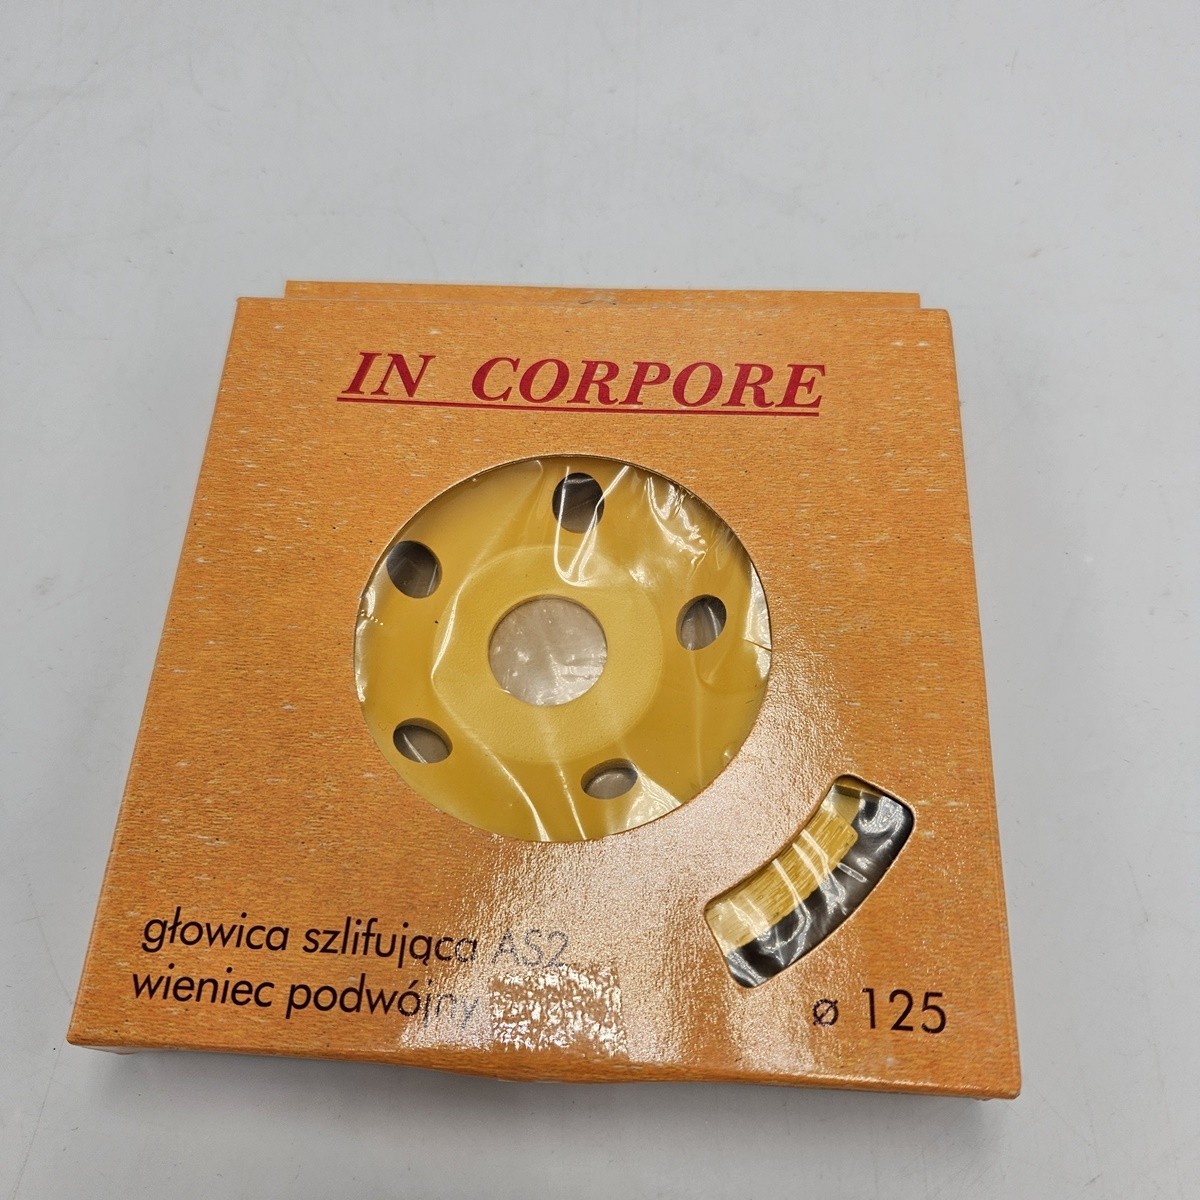 IN CORPORE
głowica szlifująca AS2
wieniec podwójny
ø 125